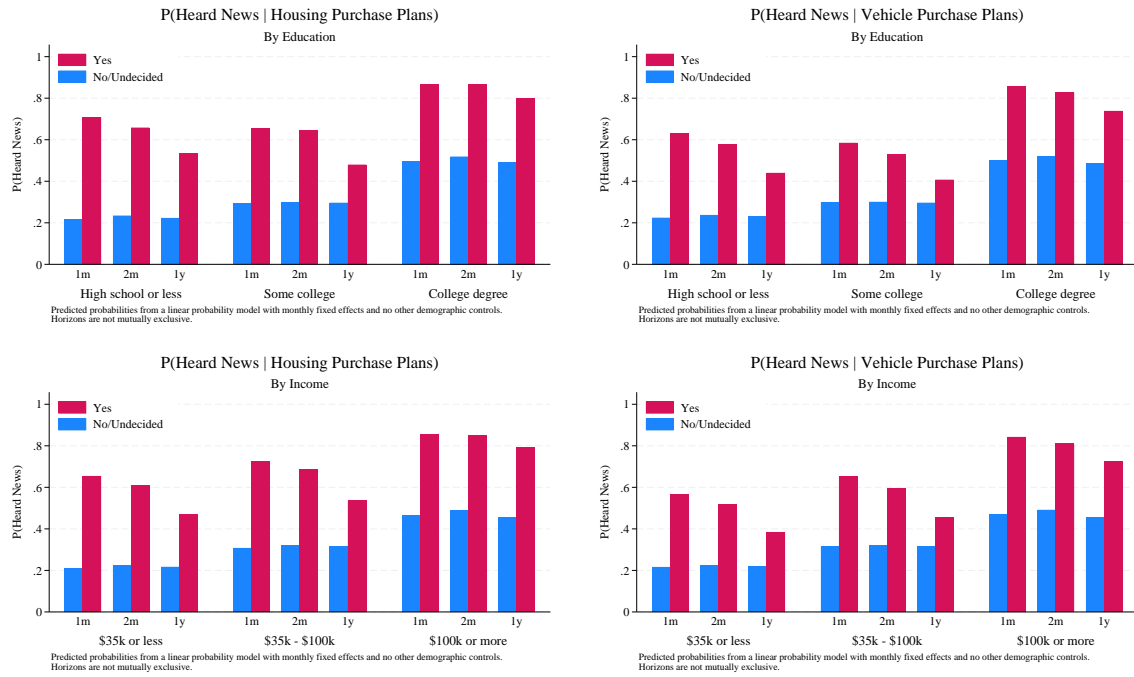 P(Heard News | Housing Purchase Plans)
By Education
P(Heard News)
1
.8
.6
.4
.2
0
Yes
No/Undecided
1m 2m 1y 1m 2m 1y 1m 2m 1y
High school or less Some college College degree
Predicted probabilities from a linear probability model with monthly fixed effects and no other demographic controls.
Horizons are not mutually exclusive.
P(Heard News | Vehicle Purchase Plans)
By Education
P(Heard News)
1
.8
.6
.4
.2
0
Yes
No/Undecided
1m 2m 1y 1m 2m 1y 1m 2m 1y
High school or less Some college College degree
Predicted probabilities from a linear probability model with monthly fixed effects and no other demographic controls.
Horizons are not mutually exclusive.
P(Heard News | Housing Purchase Plans)
By Income
P(Heard News)
1
.8
.6
.4
.2
0
Yes
No/Undecided
1m 2m 1y 1m 2m 1y 1m 2m 1y
$35k or less $35k - $100k $100k or more
Predicted probabilities from a linear probability model with monthly fixed effects and no other demographic controls.
Horizons are not mutually exclusive.
P(Heard News | Vehicle Purchase Plans)
By Income
P(Heard News)
1
.8
.6
.4
.2
0
Yes
No/Undecided
1m 2m 1y 1m 2m 1y 1m 2m 1y
$35k or less $35k - $100k $100k or more
Predicted probabilities from a linear probability model with monthly fixed effects and no other demographic controls.
Horizons are not mutually exclusive.